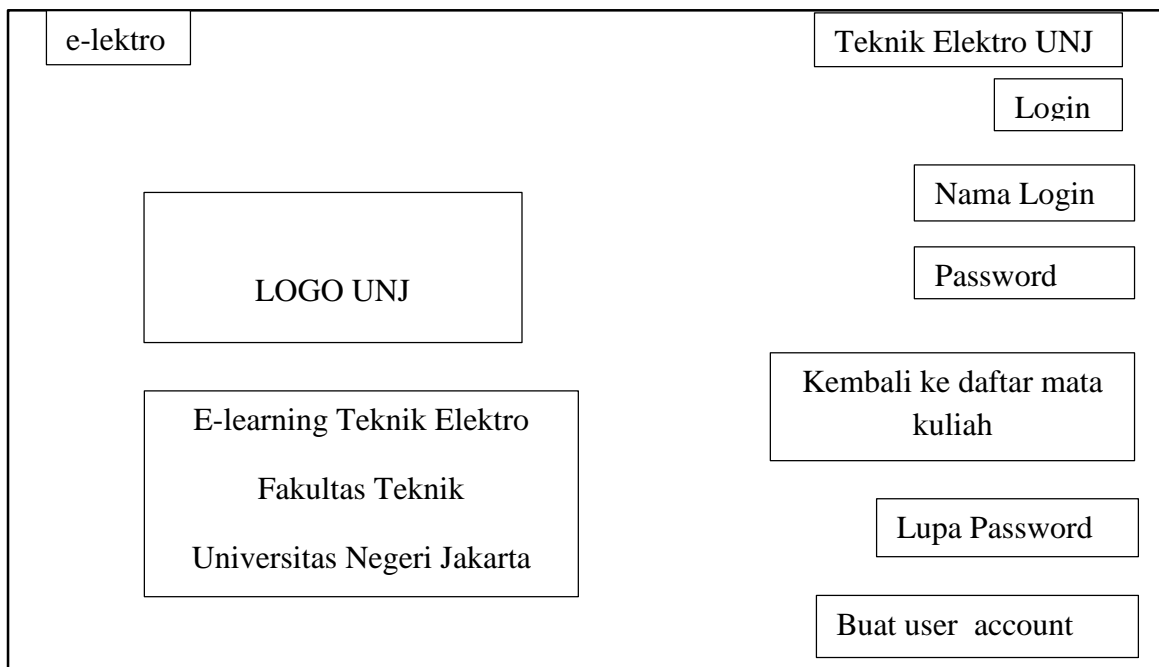 e-lektro
Teknik Elektro UNJ
Login
Nama Login
LOGO UNJ
Password
Kembali ke daftar mata
kuliah
E-learning Teknik Elektro
Fakultas Teknik
Universitas Negeri Jakarta
Lupa Password
Buat user account